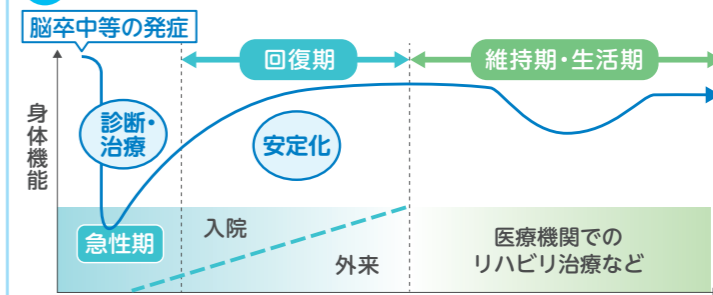 脳卒中等の発症
回復期
維持期・生活期
身体機能
診断・
治療
安定化
急性期
入院
外来
医療機関での
リハビリ治療など